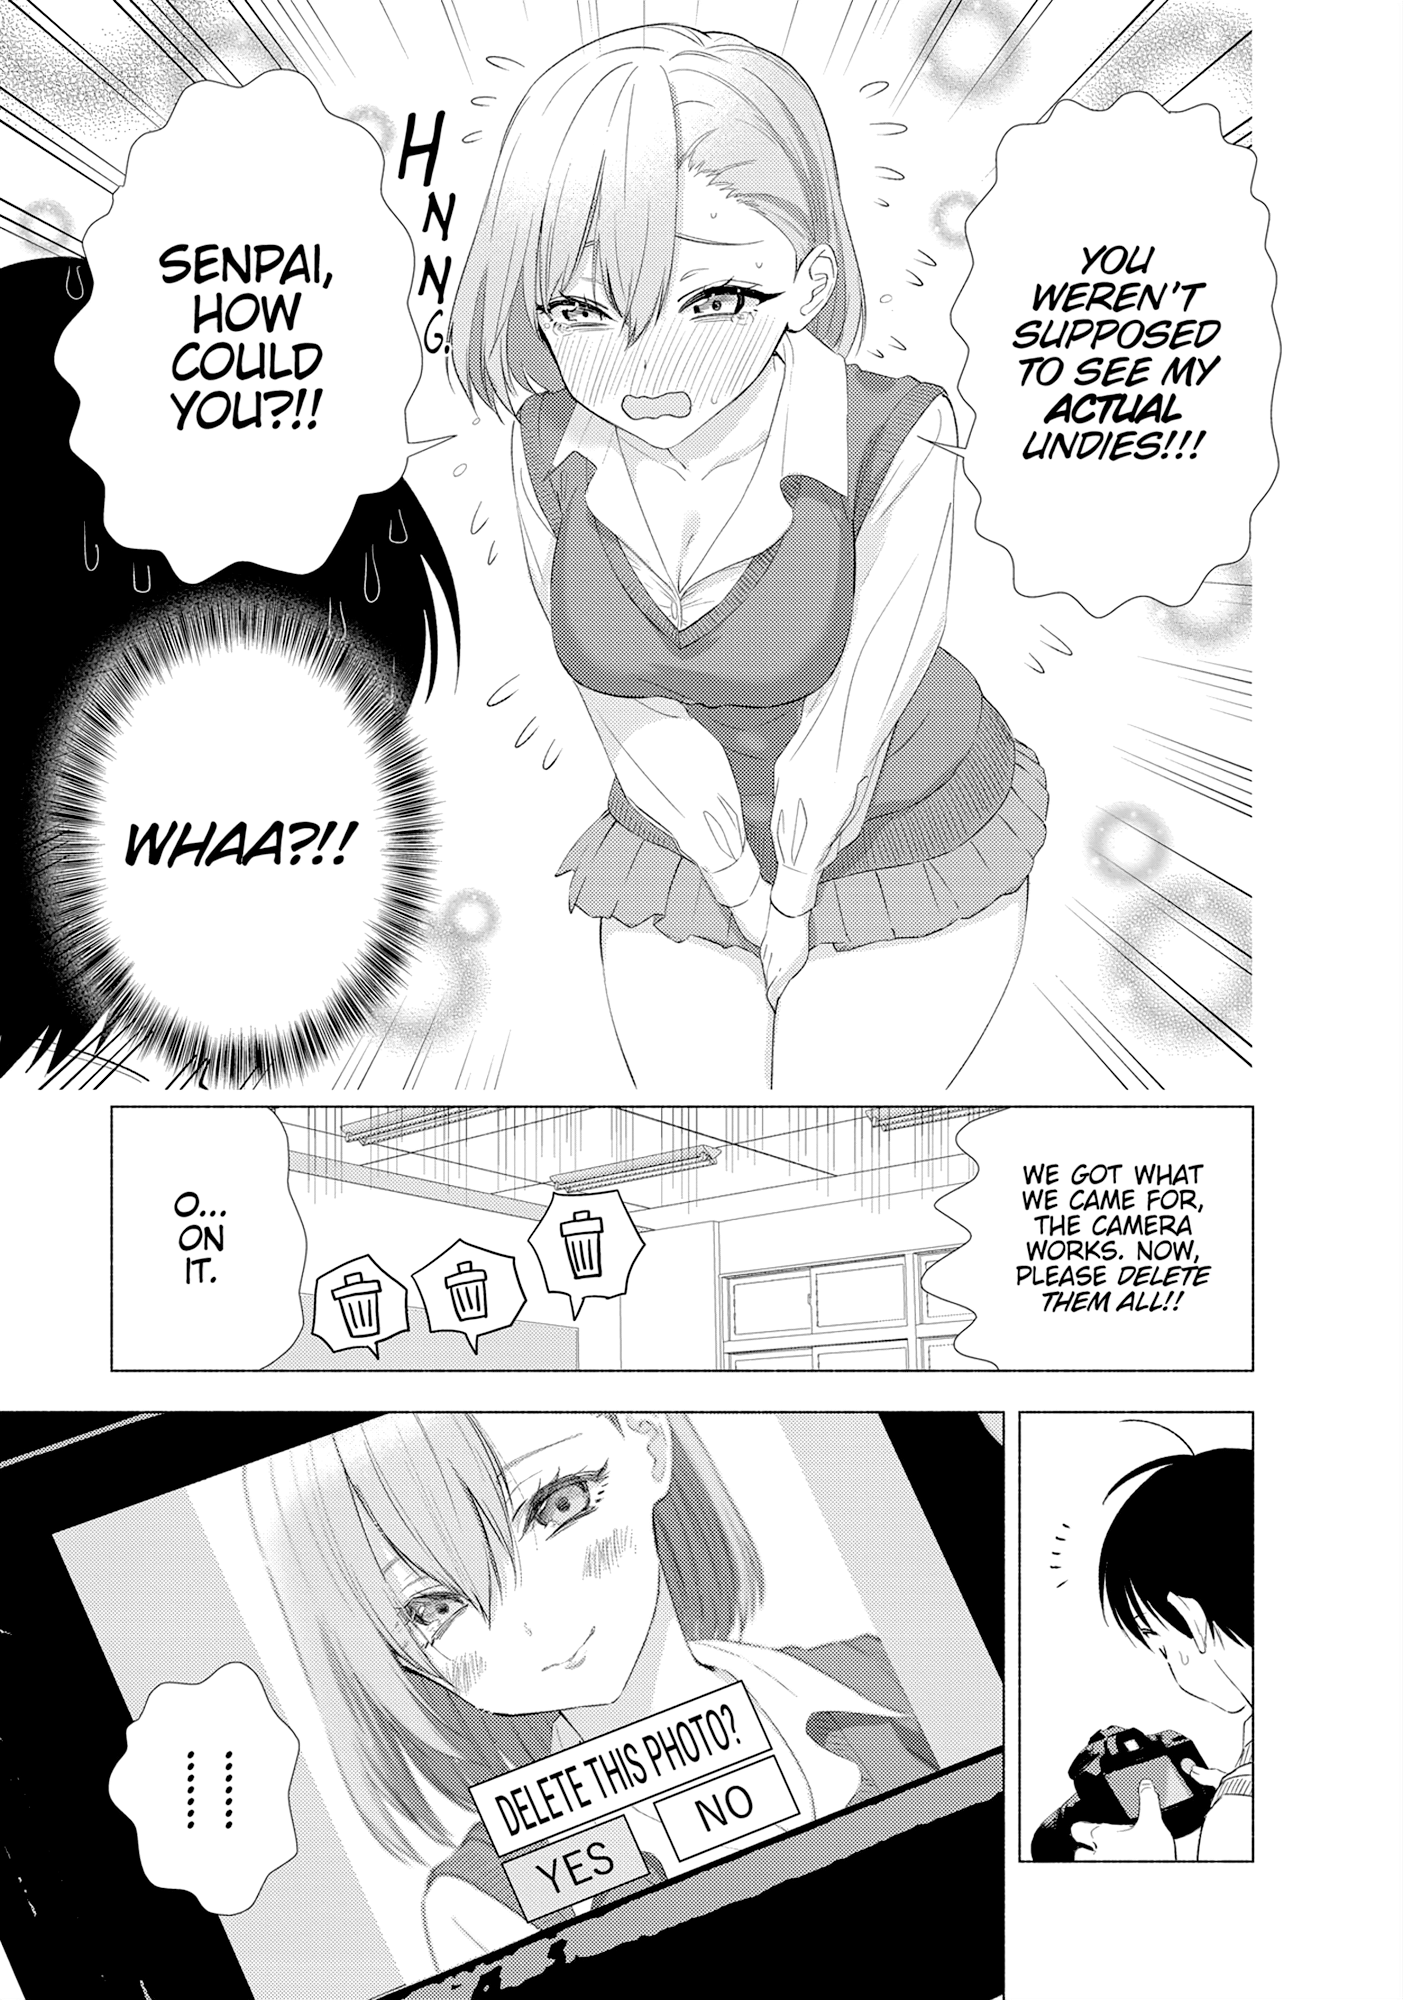 YOU
WEREN'T
SUPPOSED
TO SEE MY
ACTUAL
UNDIES!!!
HNNG.
SENPAI,
HOW
COULD
YOU?!!
WHAA?!!
WE GOT WHAT
WE CAME FOR,
THE CAMERA
WORKS. NOW,
PLEASE DELETE
THEM ALL!!
O...
ON
IT.
DELETE THIS PHOTO?
YES
NO
......
......